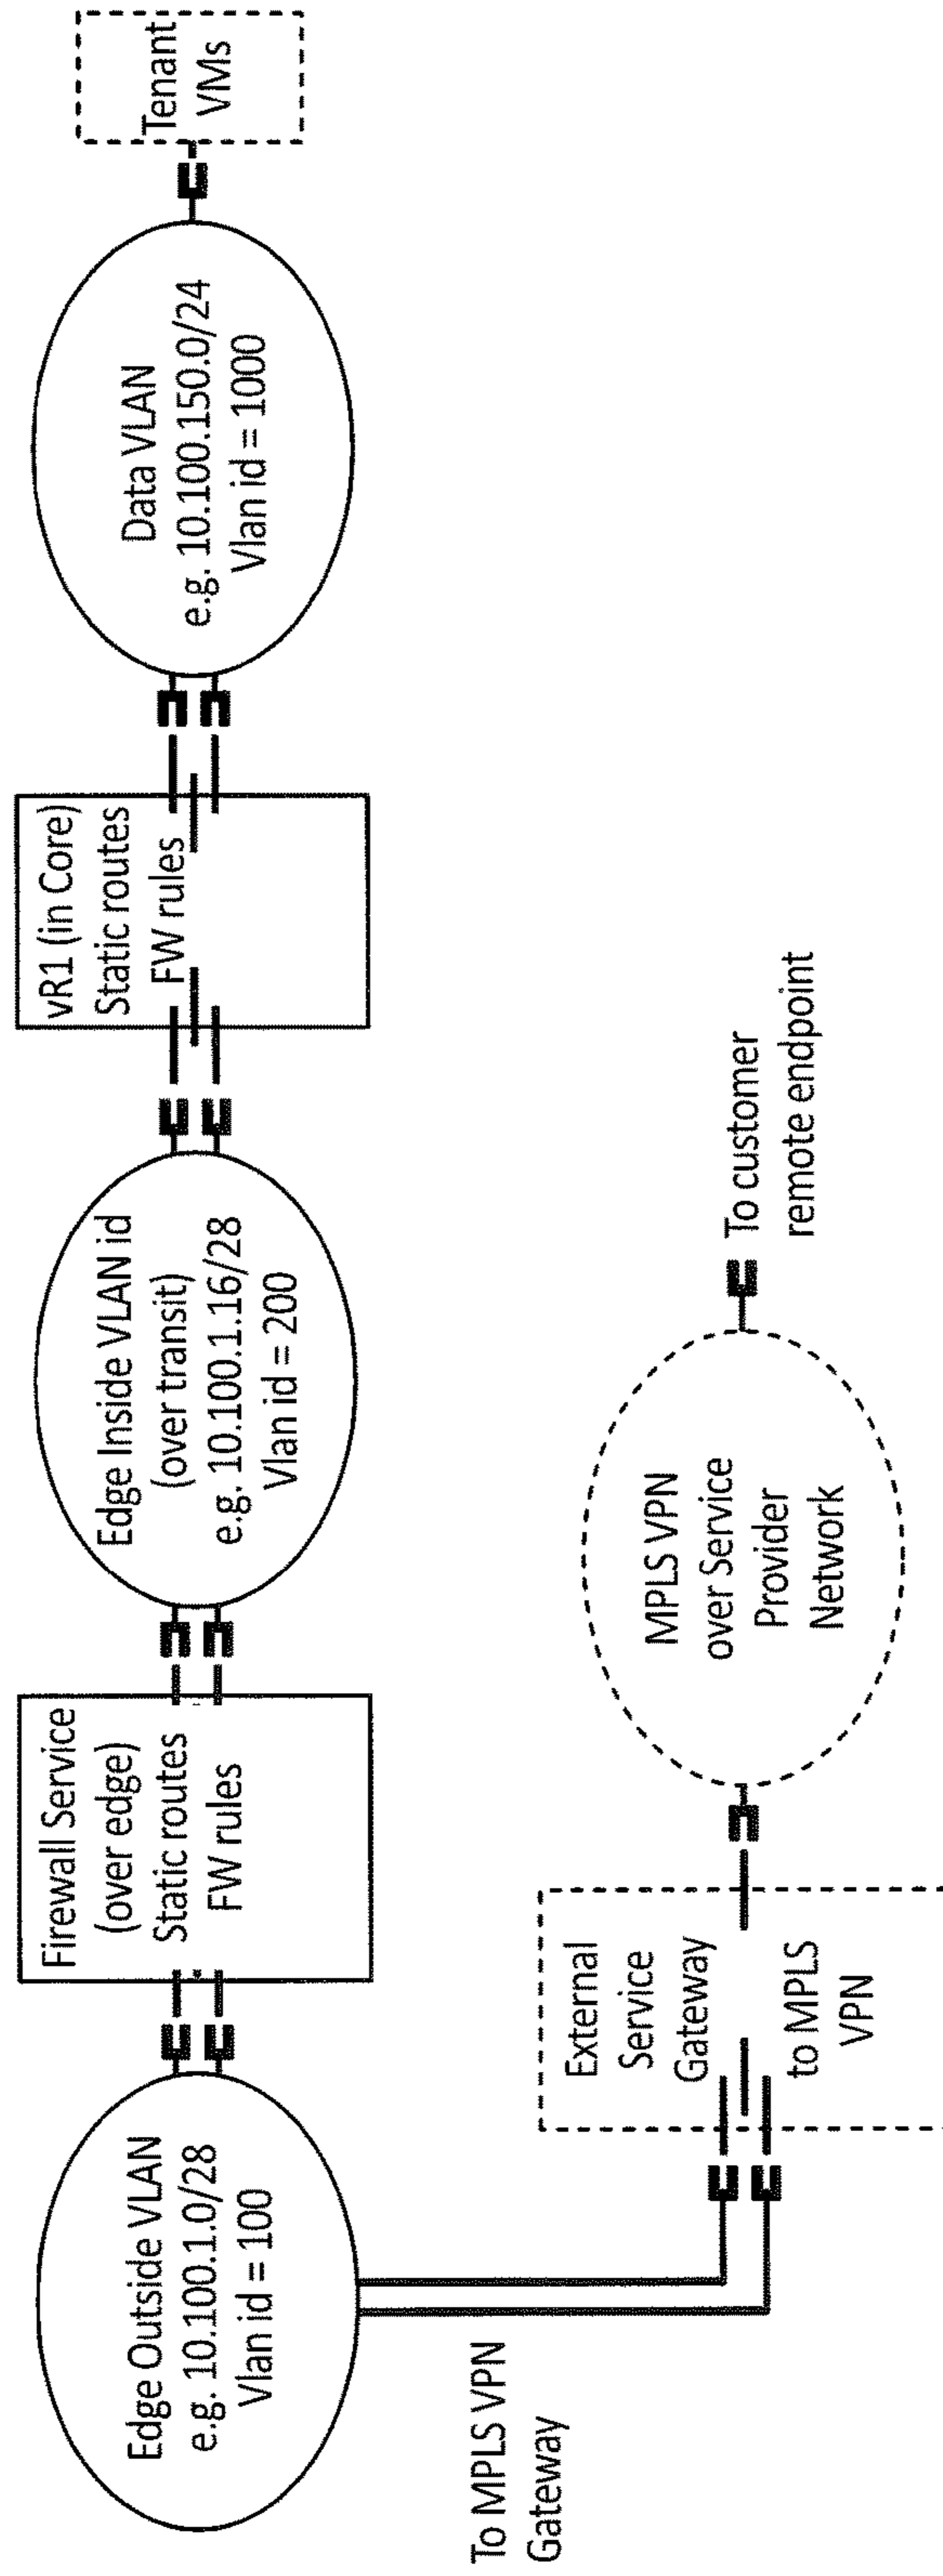 Edge Outside VLAN
e.g. 10.100.1.0/28
Vlan id = 100
Firewall Service
(over edge)
Static routes
FW rules
Edge Inside VLAN id
(over transit)
e.g. 10.100.1.16/28
Vlan id = 200
vR1 (in Core)
Static routes
FW rules
Data VLAN
e.g. 10.100.150.0/24
Vlan id = 1000
Tenant
VMs
To MPLS VPN
Gateway
External
Service
Gateway
to MPLS
VPN
MPLS VPN
over Service
Provider
Network
To customer
remote endpoint